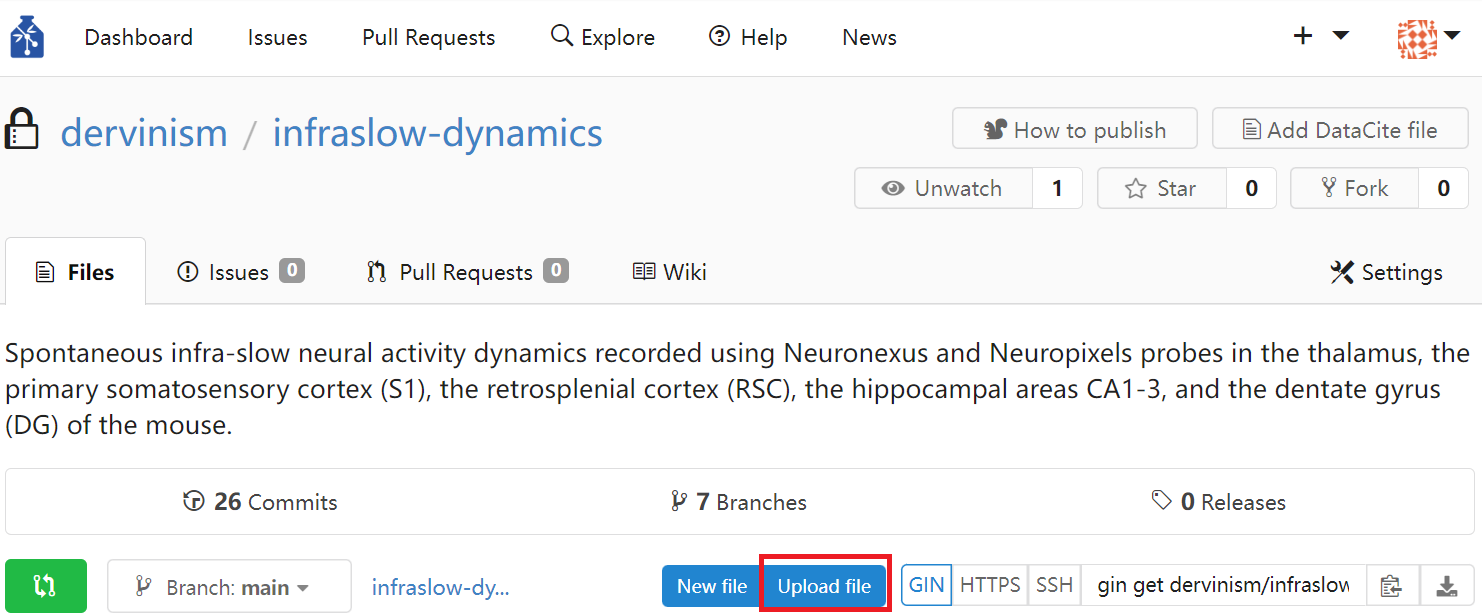 Dashboard Issues Pull Requests Explore Help News
dervinism / infraslow-dynamics How to publish Add DataCite file
Unwatch 1 Star 0 Fork 0
Files Issues 0 Pull Requests 0 Wiki Settings
Spontaneous infra-slow neural activity dynamics recorded using Neuronexus and Neuropixels probes in the thalamus, the
primary somatosensory cortex (S1), the retrosplenial cortex (RSC), the hippocampal areas CA1-3, and the dentate gyrus
(DG) of the mouse.
26 Commits 7 Branches 0 Releases
Branch: main infraslow-dy... New file Upload file GIN HTTPS SSH gin get dervinism/infraslow